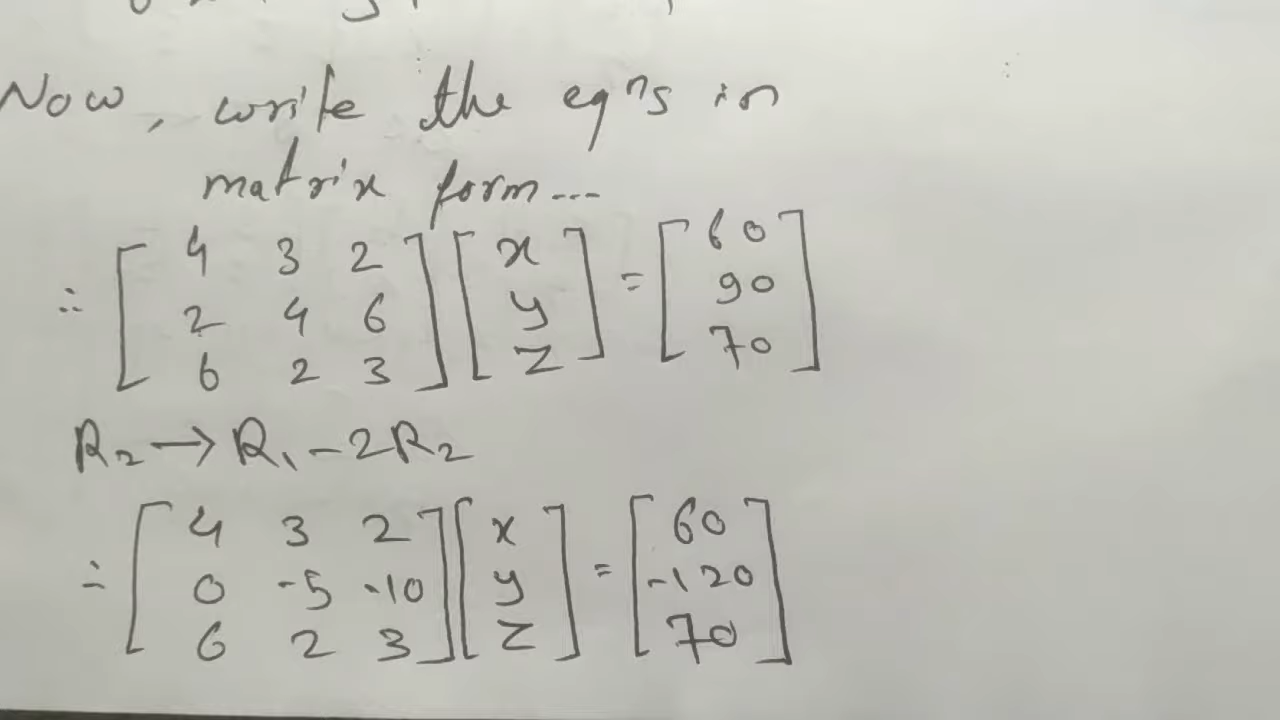 Now, write the eqns in
matrix form...
∴ [4 3 2 2 4 6 6 2 3] [x y z] = [60 90 70]
R₂ → R₁ - 2R₂
∴ [4 3 2 0 -5 -10 6 2 3] [x y z] = [60 -120 70]